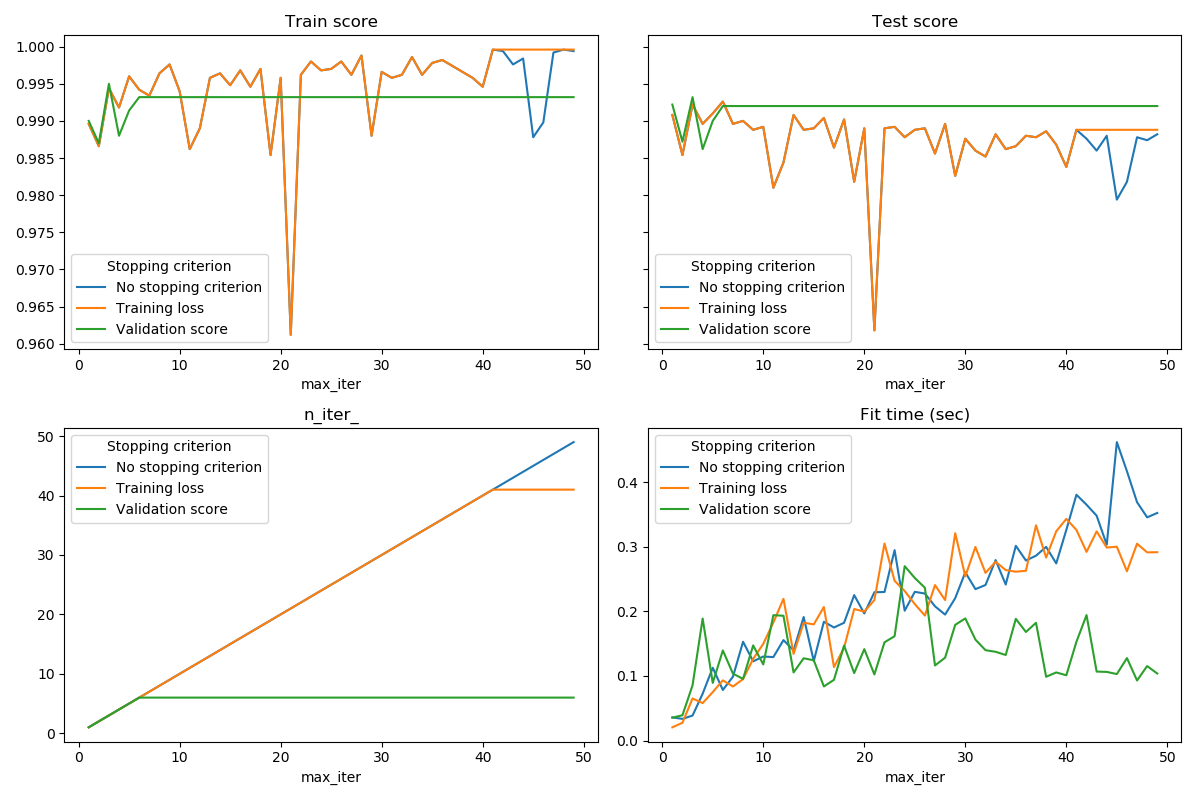 Train score
1.000
0.995
0.990
0.985
0.980
0.975
0.970
0.965
0.960
Stopping criterion
No stopping criterion
Training loss
Validation score
0 10 20 30 40 50
max_iter
Test score
Stopping criterion
No stopping criterion
Training loss
Validation score
0 10 20 30 40 50
max_iter
n_iter_
50
40
30
20
10
0
Stopping criterion
No stopping criterion
Training loss
Validation score
0 10 20 30 40 50
max_iter
Fit time (sec)
0.4
0.3
0.2
0.1
0.0
Stopping criterion
No stopping criterion
Training loss
Validation score
0 10 20 30 40 50
max_iter